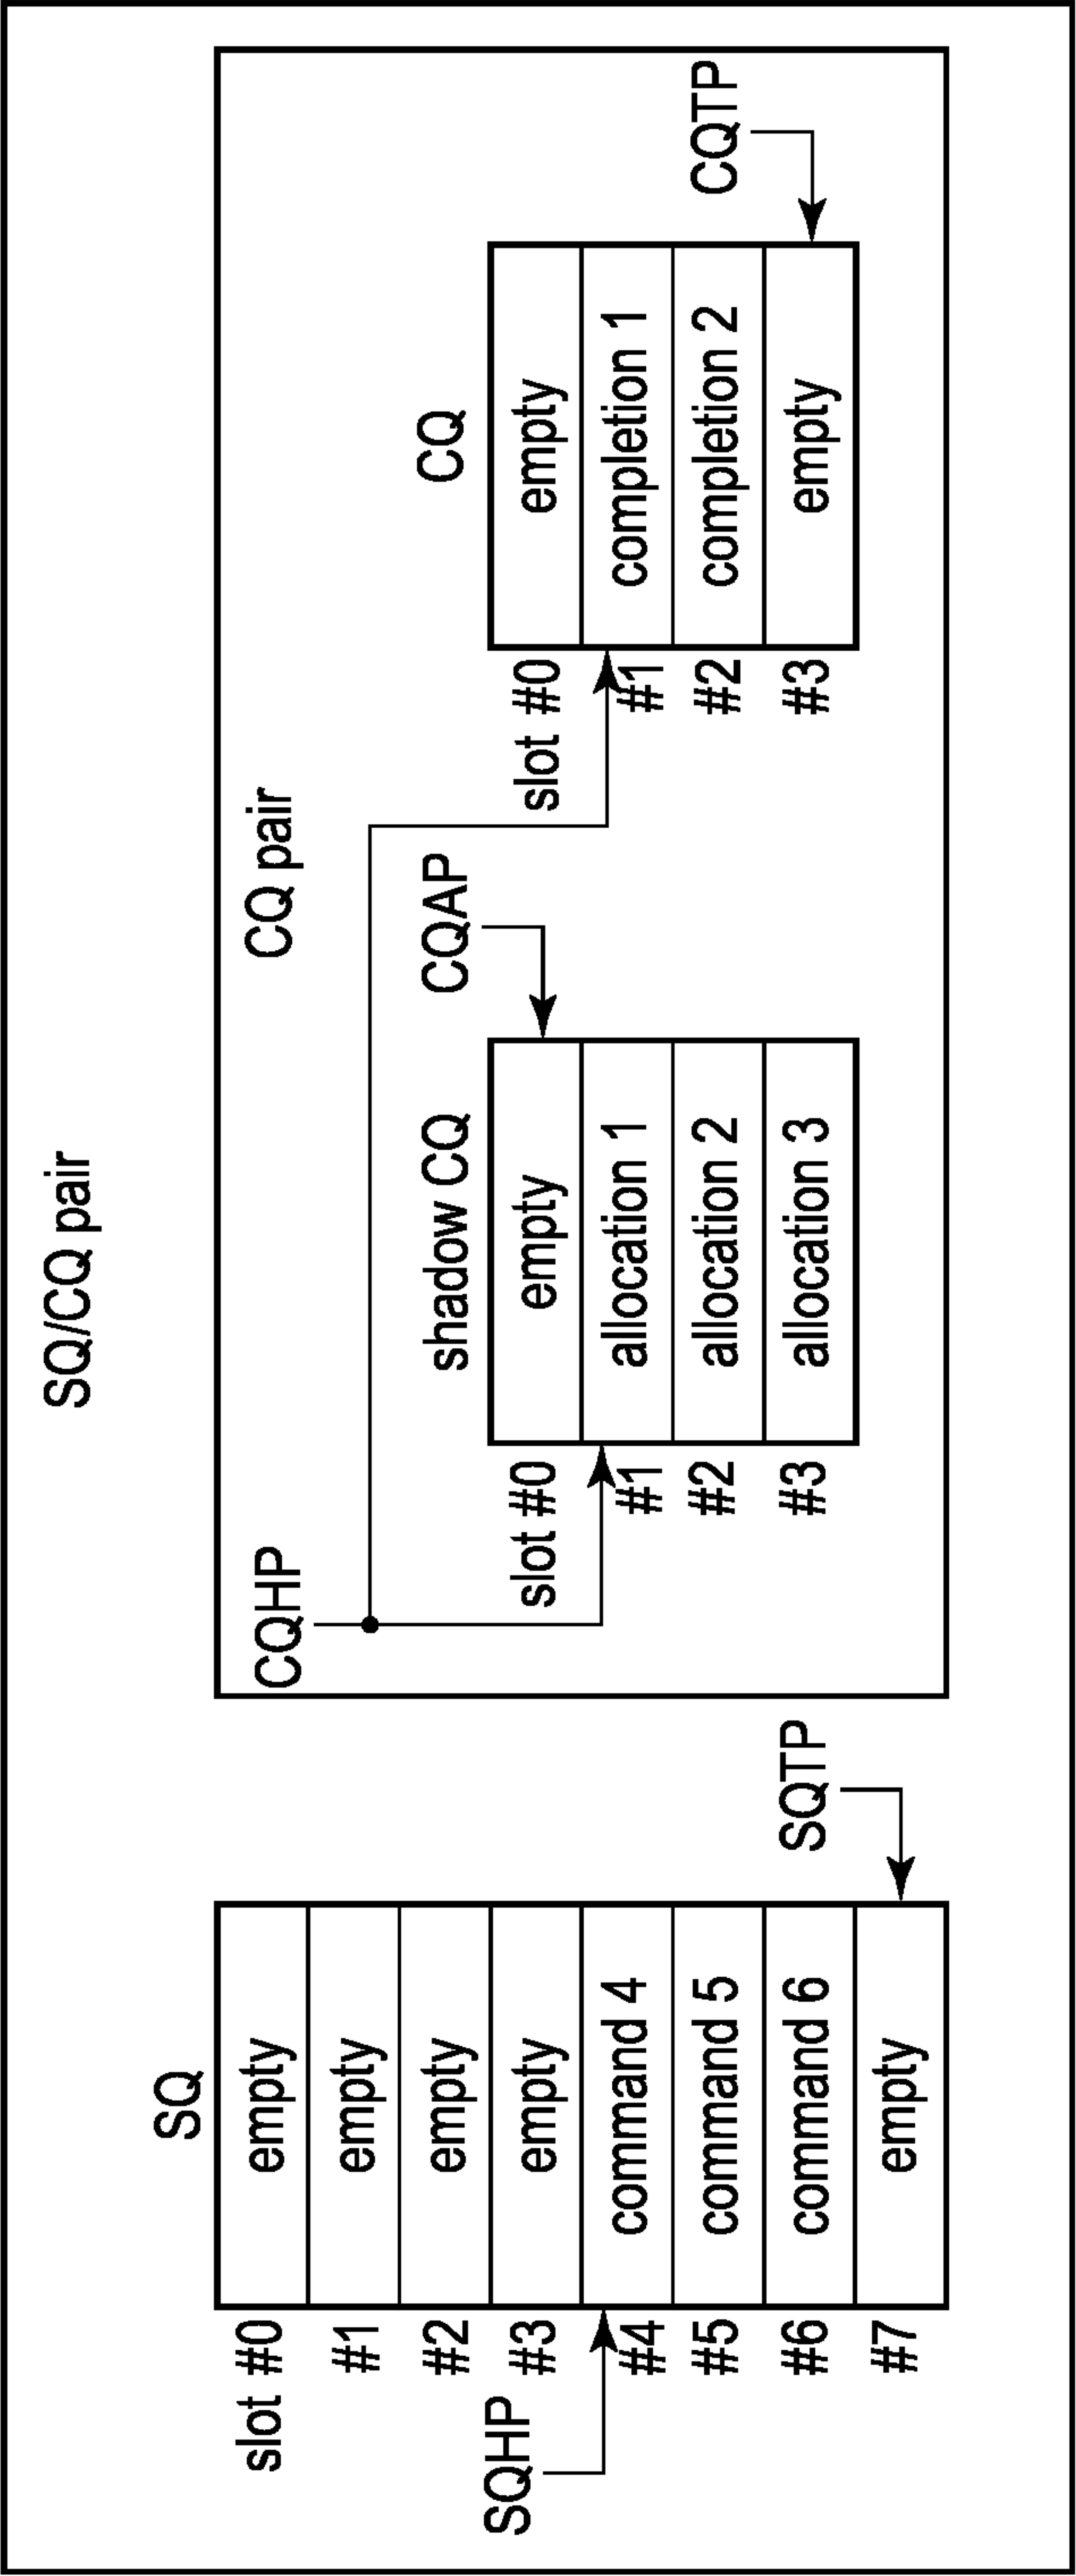 SQ/CQ pair
SQ
slot #0
empty
#1
empty
#2
empty
#3
empty
SQHP
#4
command 4
#5
command 5
#6
command 6
#7
empty
SQTP
CQ pair
CQHP
shadow CQ
CQAP
slot #0
empty
#1
allocation 1
#2
allocation 2
#3
allocation 3
CQ
slot #0
empty
#1
completion 1
#2
completion 2
#3
empty
CQTP